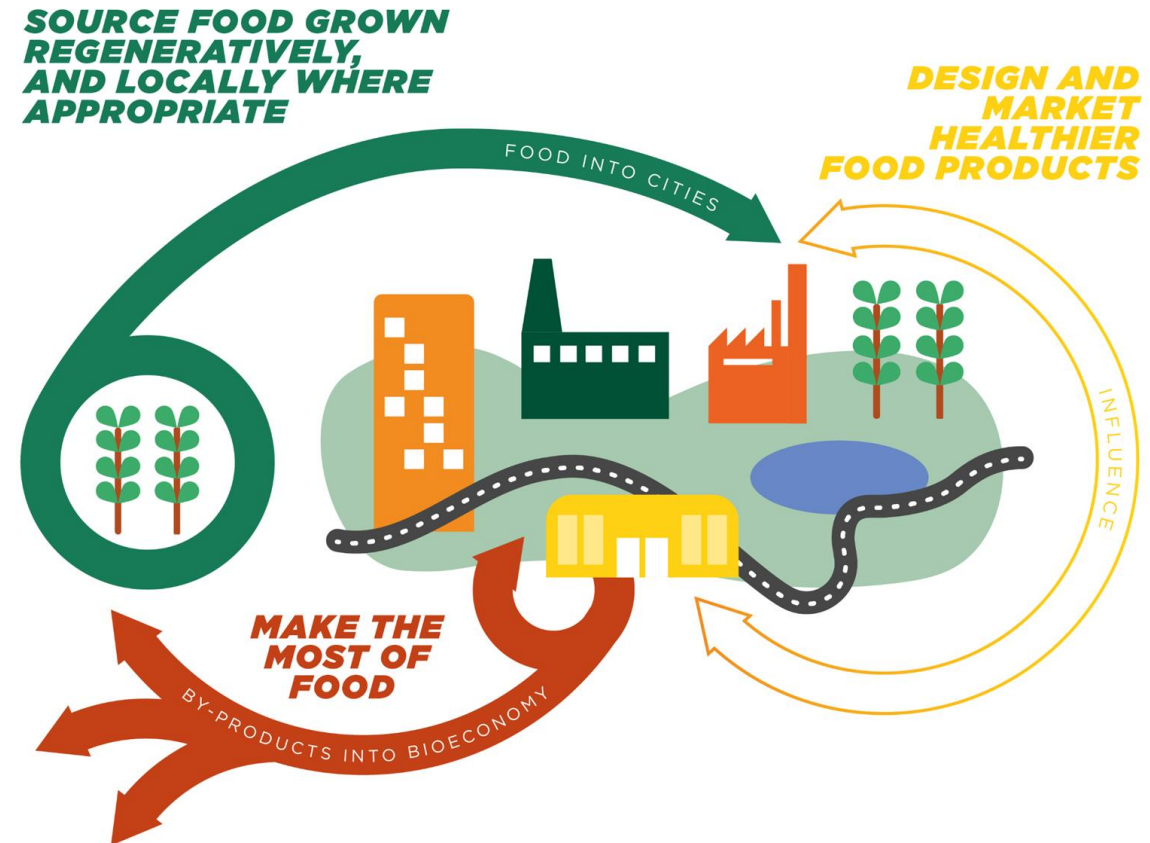 SOURCE FOOD GROWN
REGENERATIVELY,
AND LOCALLY WHERE
APPROPRIATE
DESIGN AND
MARKET
HEALTHIER
FOOD PRODUCTS
FOOD INTO CITIES
INFLUENCE
MAKE THE
MOST OF
FOOD
BY-PRODUCTS INTO BIOECONOMY